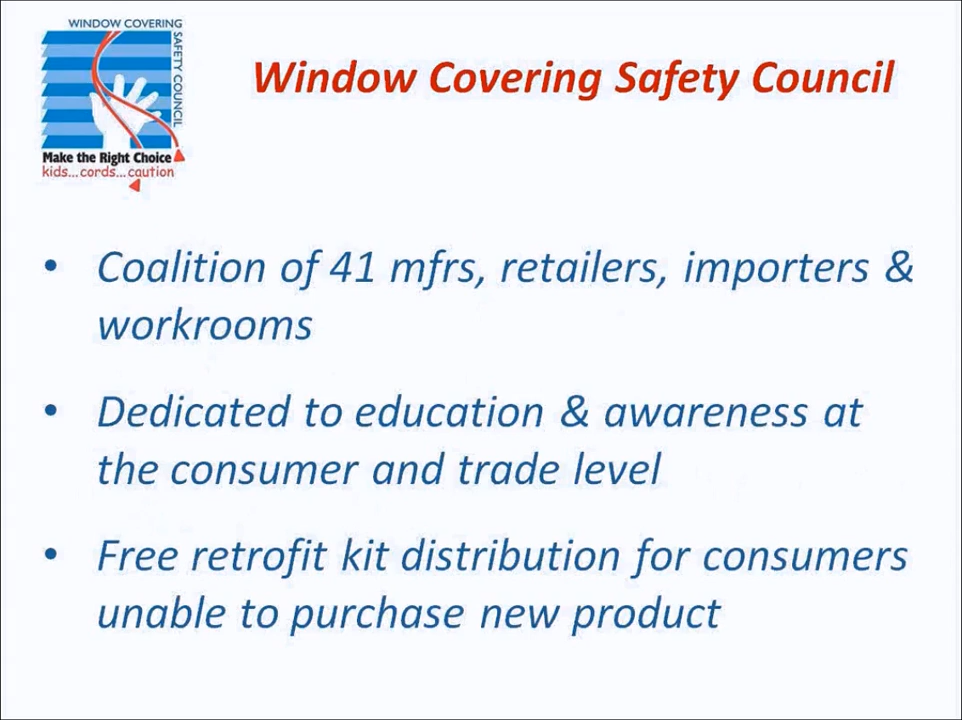 WINDOW COVERING
SAFETY COUNCIL
Make the Right Choice
kids...cords...caution
Window Covering Safety Council
• Coalition of 41 mfrs, retailers, importers &
workrooms
• Dedicated to education & awareness at
the consumer and trade level
• Free retrofit kit distribution for consumers
unable to purchase new product